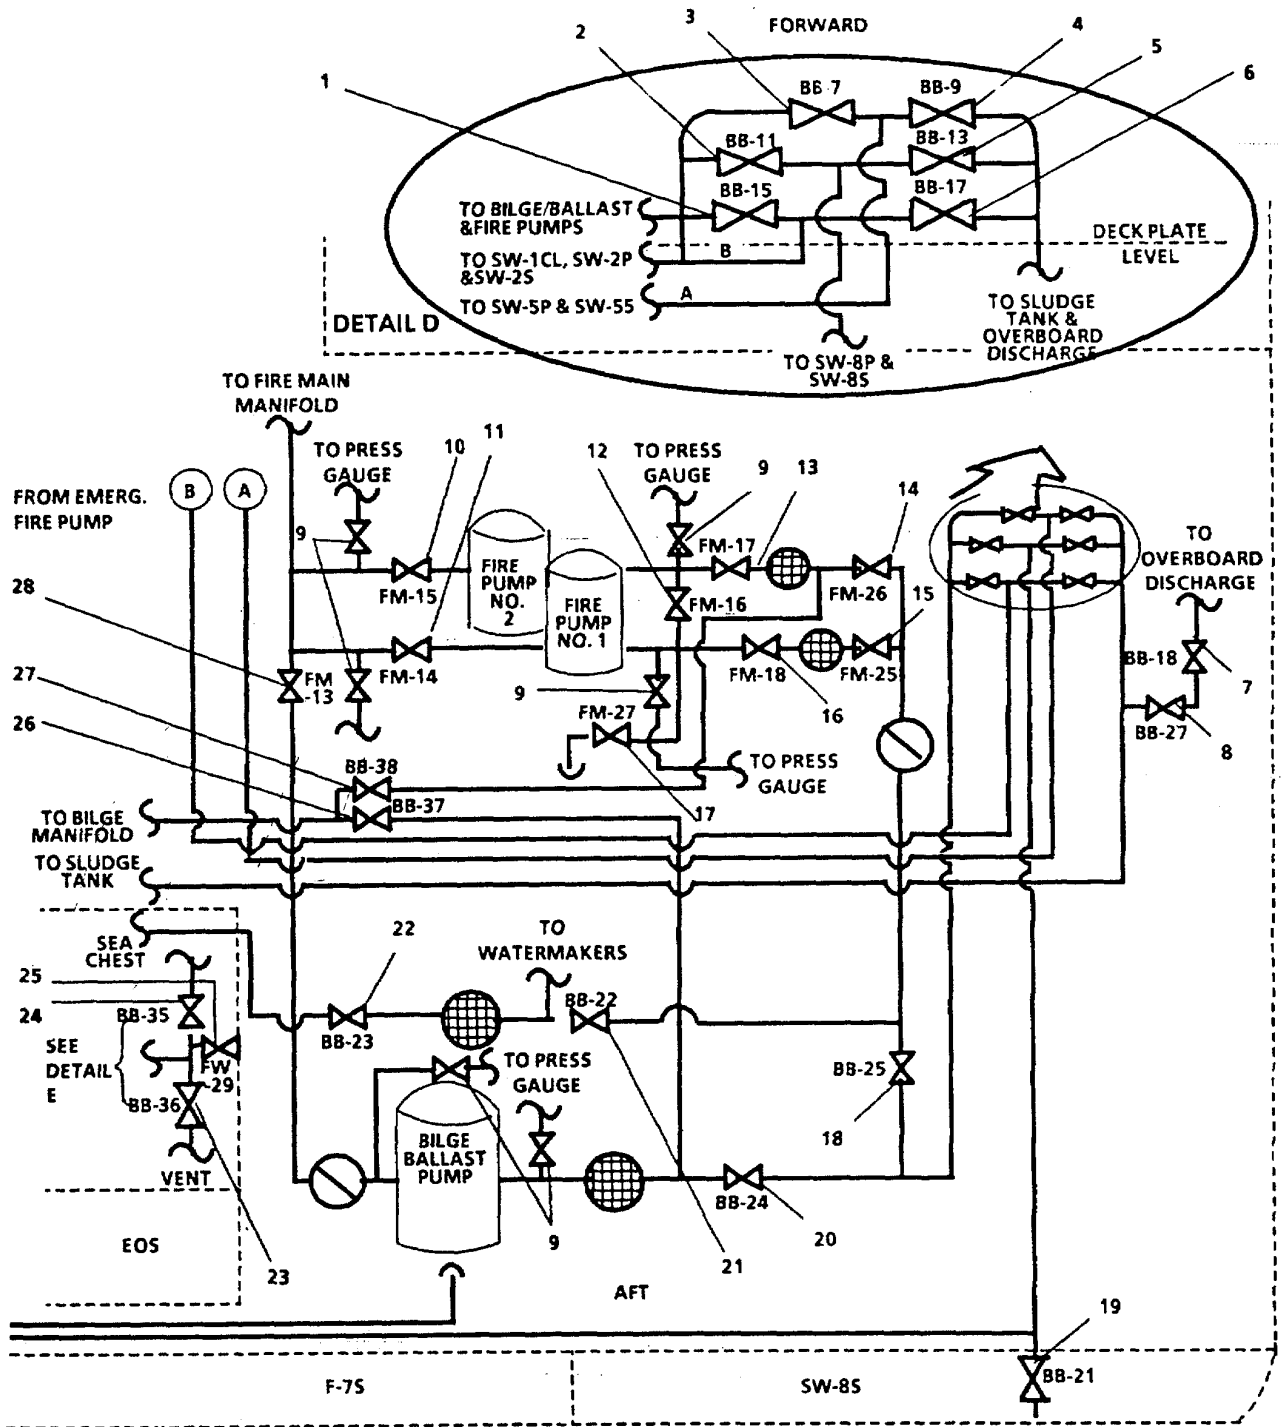 3
FORWARD
4
2
5
1
6
BB-7
BB-9
BB-11
BB-13
BB-15
BB-17
TO BILGE/BALLAST
&FIRE PUMPS
DECK PLATE
LEVEL
B
TO SW-1CL, SW-2P
&SW-2S
A
TO SW-5P & SW-55
DETAIL D
TO SLUDGE
TANK &
OVERBOARD
DISCHARGE
TO SW-8P &
SW-8S
TO FIRE MAIN
MANIFOLD
TO PRESS
GAUGE
10
11
12
TO PRESS
GAUGE
9
13
14
B
A
FROM EMERG.
FIRE PUMP
9
FM-17
TO
OVERBOARD
DISCHARGE
FIRE
PUMP
NO.
2
FM-15
FIRE
PUMP
NO. 1
FM-16
FM-26
15
28
FM-14
FM-18
FM-25
BB-18
27
FM
-13
9
16
7
26
FM-27
BB-27
8
BB-38
TO PRESS
GAUGE
BB-37
17
TO BILGE
MANIFOLD
TO SLUDGE
TANK
SEA
CHEST
22
TO
WATERMAKERS
25
24
BB-35
BB-22
BB-23
SEE
DETAIL
E
FW
-29
TO PRESS
GAUGE
BB-25
BB-36
BILGE
BALLAST
PUMP
18
VENT
BB-24
EOS
23
9
21
20
AFT
19
F-7S
SW-8S
BB-21